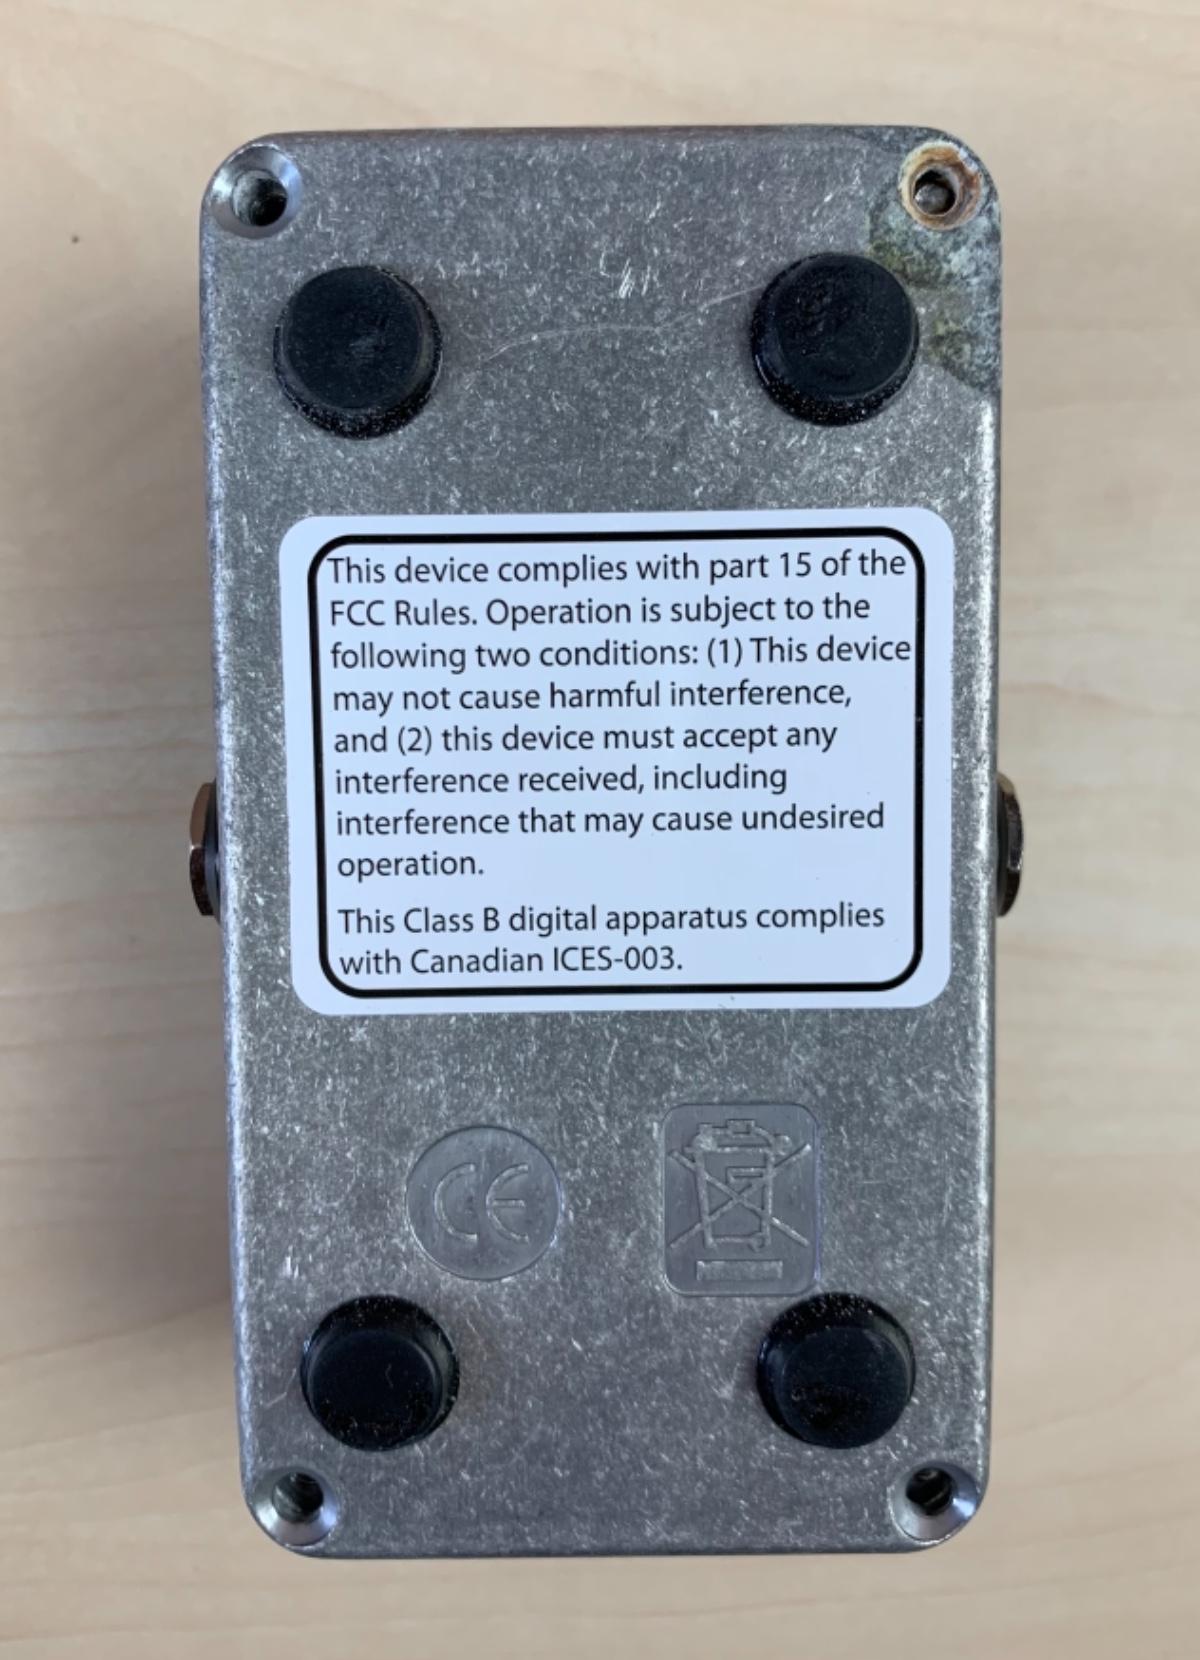 This device complies with part 15 of the
FCC Rules. Operation is subject to the
following two conditions: (1) This device
may not cause harmful interference,
and (2) this device must accept any
interference received, including
interference that may cause undesired
operation.
This Class B digital apparatus complies
with Canadian ICES-003.
CE